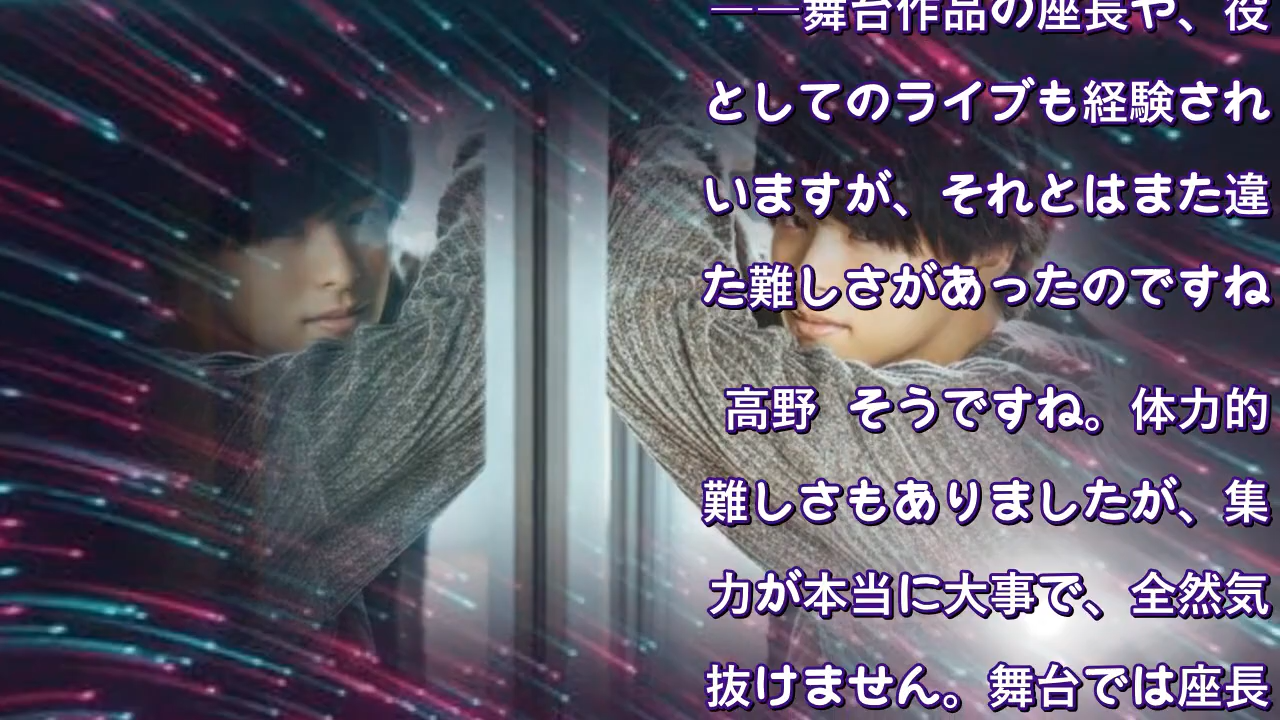 ――舞台作品の座長や、役
としてのライブも経験され
いますが、それとはまた違
た難しさがあったのですね
高野 そうですね。体力的
難しさもありましたが、集
力が本当に大事で、全然気
抜けません。舞台では座長